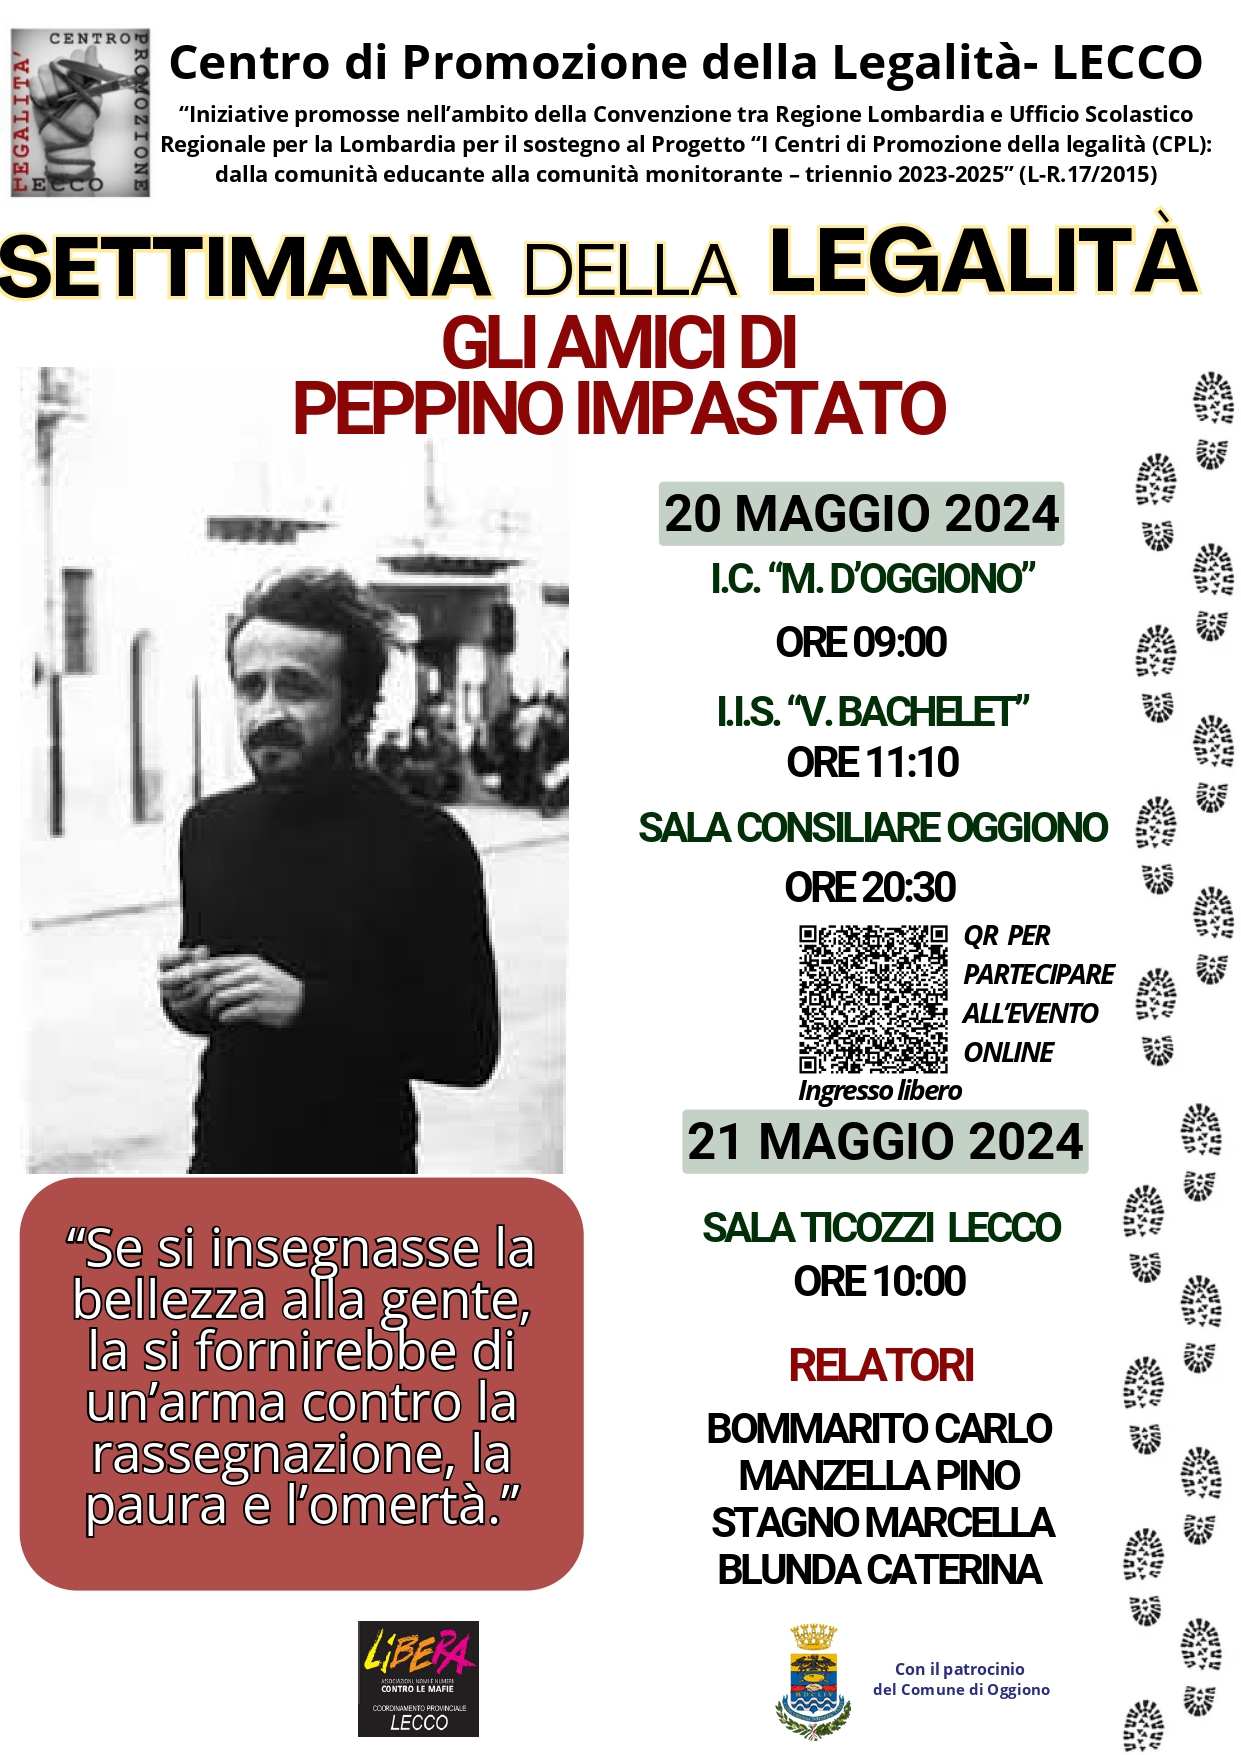 CENTRO
PROMOZIONE
LEGALITA'
LECCO
Centro di Promozione della Legalità- LECCO
“Iniziative promosse nell’ambito della Convenzione tra Regione Lombardia e Ufficio Scolastico
Regionale per la Lombardia per il sostegno al Progetto “I Centri di Promozione della legalità (CPL):
dalla comunità educante alla comunità monitorante – triennio 2023-2025” (L-R.17/2015)
SETTIMANA DELLA LEGALITÀ
GLI AMICI DI
PEPPINO IMPASTATO
20 MAGGIO 2024
I.C. “M. D’OGGIONO”
ORE 09:00
I.I.S. “V. BACHELET”
ORE 11:10
SALA CONSILIARE OGGIONO
ORE 20:30
QR PER
PARTECIPARE
ALL’EVENTO
ONLINE
Ingresso libero
21 MAGGIO 2024
SALA TICOZZI LECCO
ORE 10:00
RELATORI
BOMMARITO CARLO
MANZELLA PINO
STAGNO MARCELLA
BLUNDA CATERINA
“Se si insegnasse la
bellezza alla gente,
la si fornirebbe di
un’arma contro la
rassegnazione, la
paura e l’omertà.”
LIBERA
ASSOCIAZIONI, NOMI E NUMERI
CONTRO LE MAFIE
COORDINAMENTO PROVINCIALE
LECCO
Con il patrocinio
del Comune di Oggiono